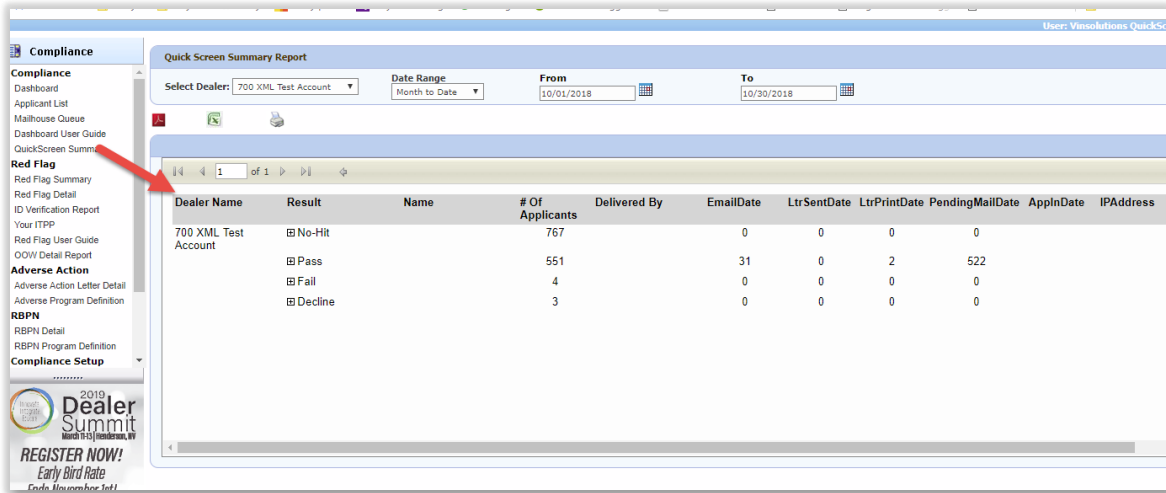 User: Vinsolutions QuickSc
Compliance
Compliance
Dashboard
Applicant List
Mailhouse Queue
Dashboard User Guide
QuickScreen Summa
Red Flag
Red Flag Summary
Red Flag Detail
ID Verification Report
Your ITPP
Red Flag User Guide
OOW Detail Report
Adverse Action
Adverse Action Letter Detail
Adverse Program Definition
RBPN
RBPN Detail
RBPN Program Definition
Compliance Setup
2019
Dealer
Summit
March 11-13 | Henderson, NV
REGISTER NOW!
Early Bird Rate
Ends November 1st!
Quick Screen Summary Report
Select Dealer: 700 XML Test Account
Date Range
Month to Date
From
10/01/2018
To
10/30/2018
1 of 1
Dealer Name Result Name # Of Applicants Delivered By EmailDate LtrSentDate LtrPrintDate PendingMailDate AppInDate IPAddress
700 XML Test Account No-Hit 767 0 0 0 0
Pass 551 31 0 2 522
Fail 4 0 0 0 0
Decline 3 0 0 0 0